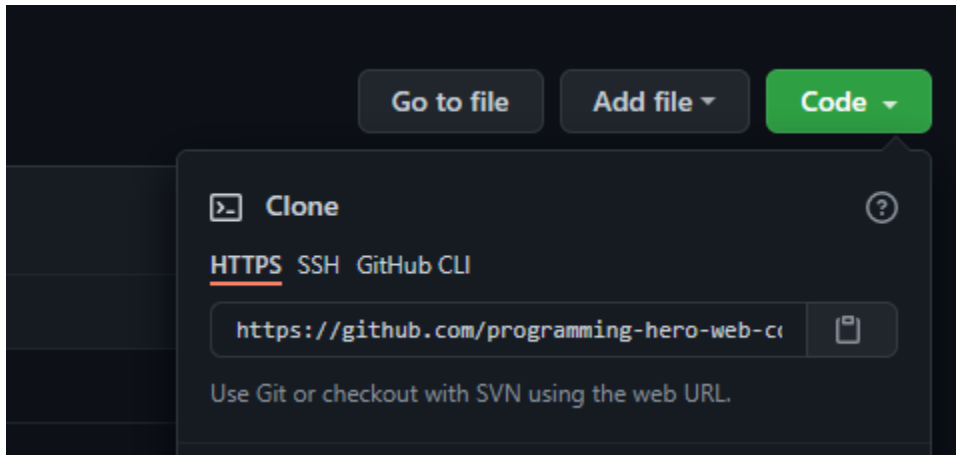 Go to file Add file Code
Clone
HTTPS SSH GitHub CLI
https://github.com/programming-hero-web-c
Use Git or checkout with SVN using the web URL.